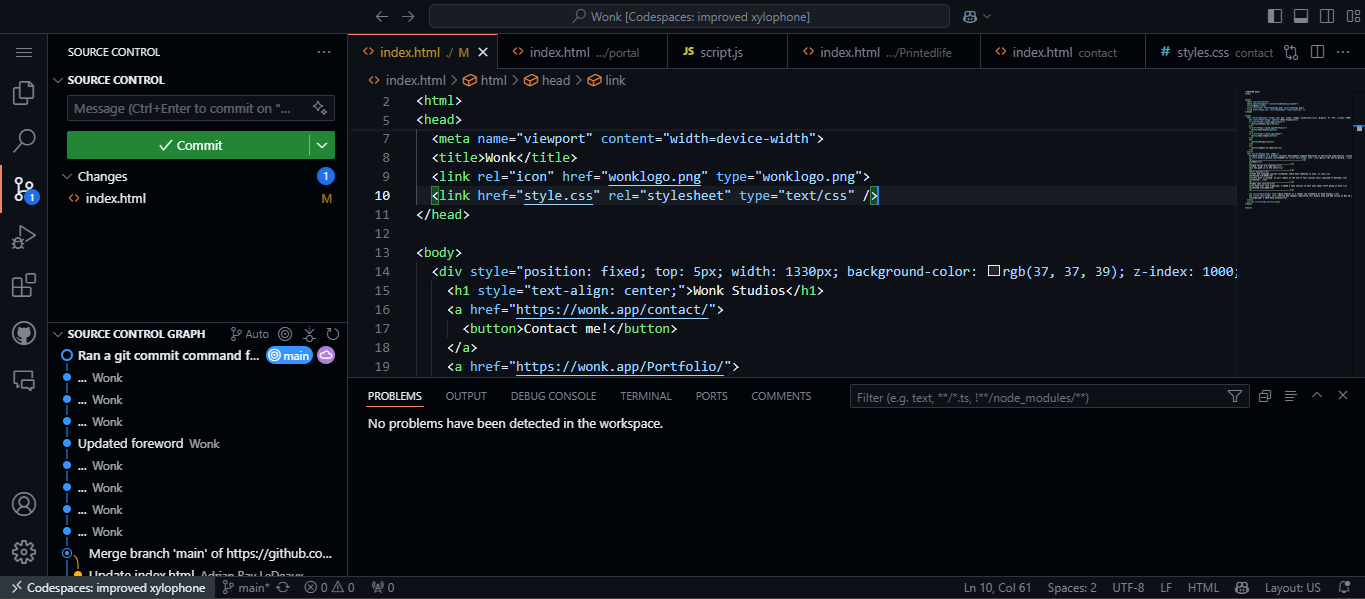 Wonk [Codespaces: improved xylophone]
SOURCE CONTROL
SOURCE CONTROL
Message (Ctrl+Enter to commit on "...
Commit
Changes 1
index.html M
1
SOURCE CONTROL GRAPH Auto
Ran a git commit command f... main
... Wonk
... Wonk
... Wonk
Updated foreword Wonk
... Wonk
... Wonk
... Wonk
... Wonk
Merge branch 'main' of https://github.co...
Update index.html Adrian Ray LeDeaux
index.html ./ M
index.html .../portal
JS script.js
index.html .../Printedlife
index.html contact
# styles.css contact
index.html > html > head > link
2 <html>
5 <head>
7 <meta name="viewport" content="width=device-width">
8 <title>Wonk</title>
9 <link rel="icon" href="wonklogo.png" type="wonklogo.png">
10 <link href="style.css" rel="stylesheet" type="text/css" />
11 </head>
12
13 <body>
14 <div style="position: fixed; top: 5px; width: 1330px; background-color: rgb(37, 37, 39); z-index: 1000;
15 <h1 style="text-align: center;">Wonk Studios</h1>
16 <a href="https://wonk.app/contact/">
17 <button>Contact me!</button>
18 </a>
19 <a href="https://wonk.app/Portfolio/">
PROBLEMS OUTPUT DEBUG CONSOLE TERMINAL PORTS COMMENTS
Filter (e.g. text, **/*.ts, !**/node_modules/**)
No problems have been detected in the workspace.
Codespaces: improved xylophone main* 0 0 0
Ln 10, Col 61 Spaces: 2 UTF-8 LF HTML Layout: US